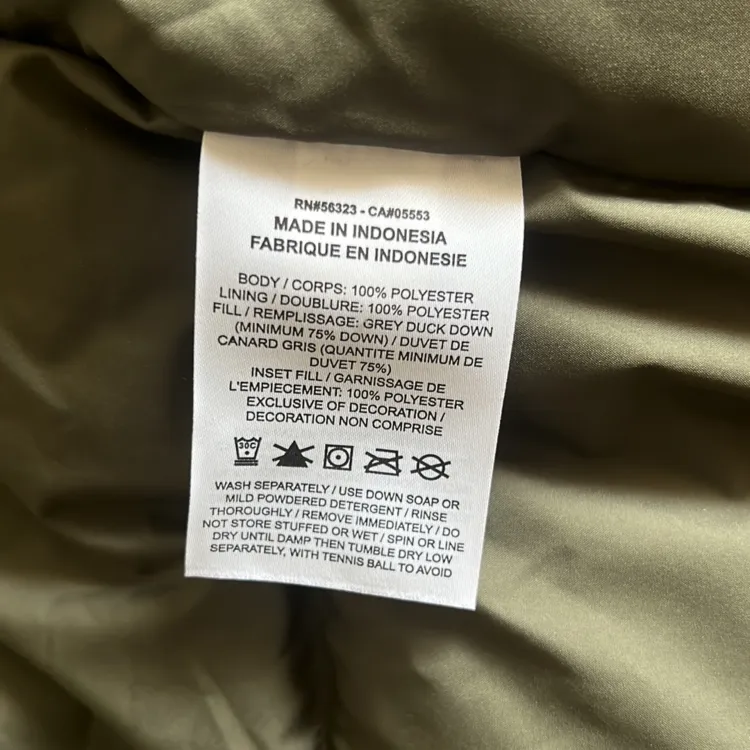 RN#56323 - CA#05553
MADE IN INDONESIA
FABRIQUE EN INDONESIE
BODY / CORPS: 100% POLYESTER
LINING / DOUBLURE: 100% POLYESTER
FILL / REMPLISSAGE: GREY DUCK DOWN
(MINIMUM 75% DOWN) / DUVET DE
CANARD GRIS (QUANTITE MINIMUM DE
DUVET 75%)
INSET FILL / GARNISSAGE DE
L'EMPIECEMENT: 100% POLYESTER
EXCLUSIVE OF DECORATION /
DECORATION NON COMPRISE
30C
WASH SEPARATELY / USE DOWN SOAP OR
MILD POWDERED DETERGENT / RINSE
THOROUGHLY / REMOVE IMMEDIATELY / DO
NOT STORE STUFFED OR WET / SPIN OR LINE
DRY UNTIL DAMP THEN TUMBLE DRY LOW
SEPARATELY, WITH TENNIS BALL TO AVOID